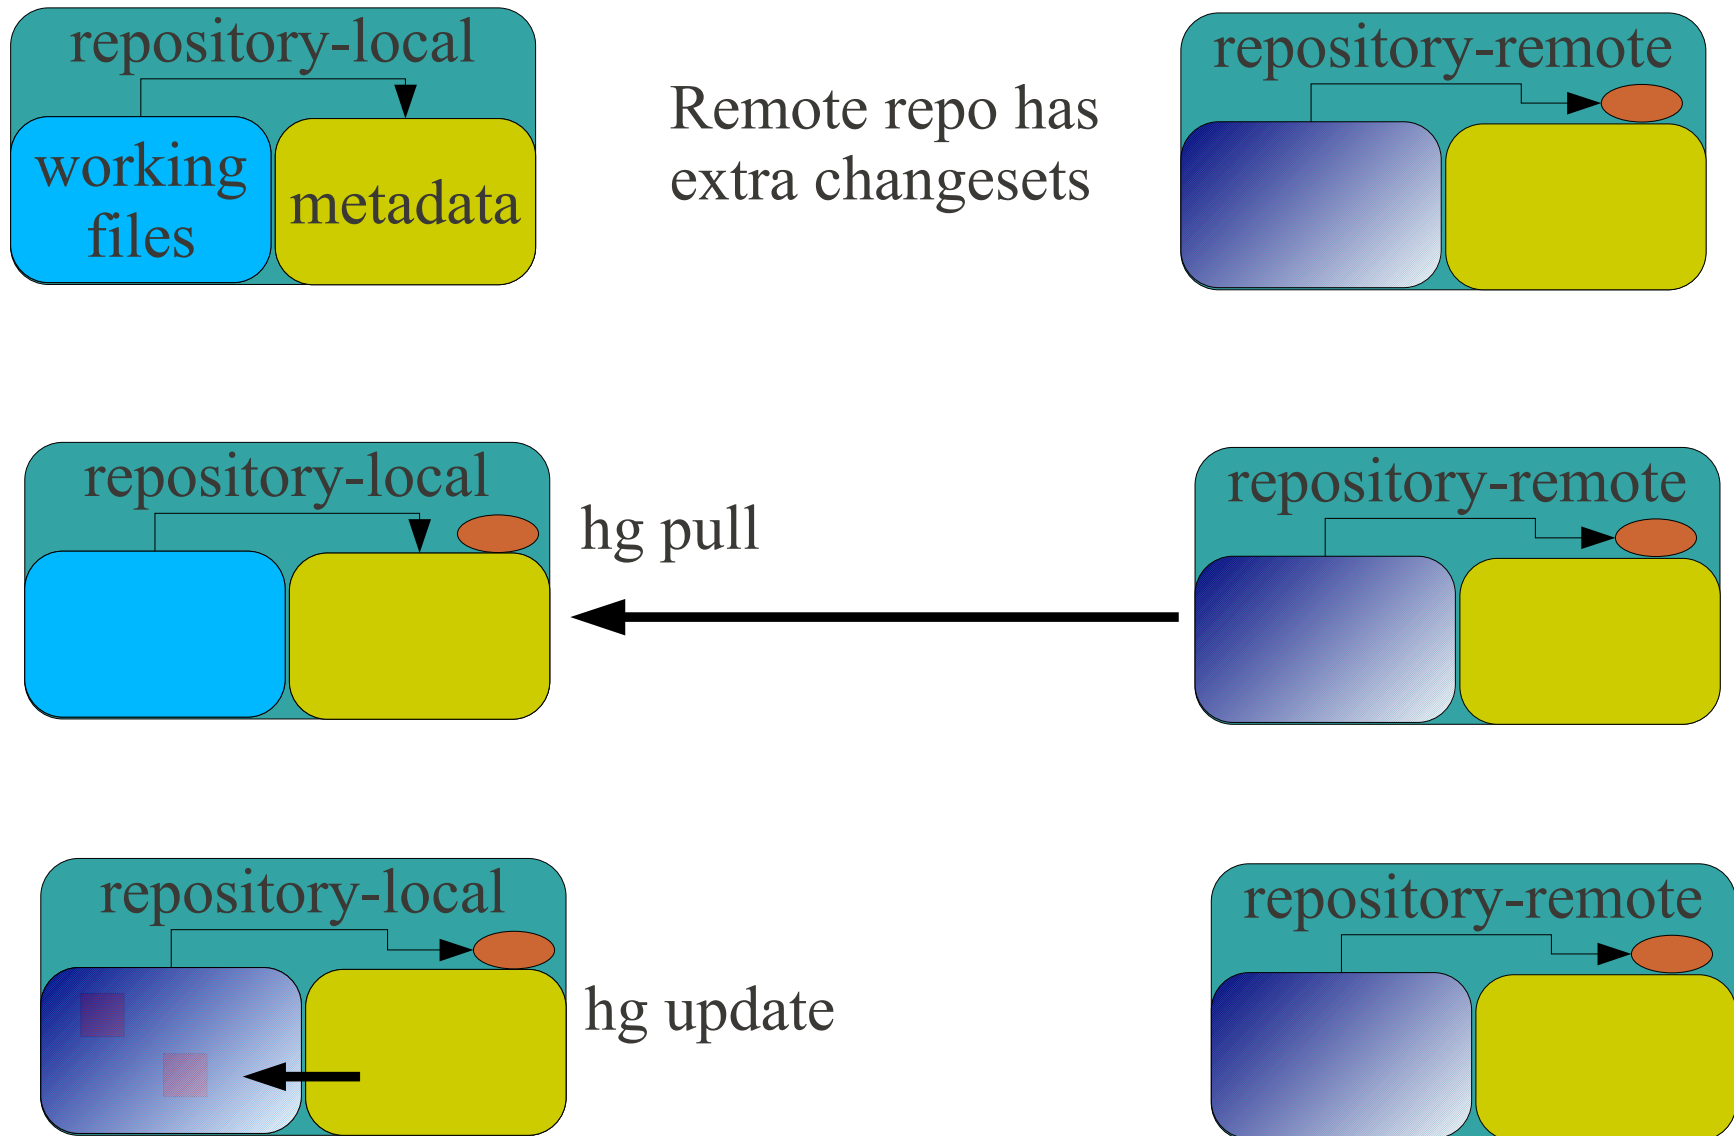 repository-local
repository-remote
Remote repo has
extra changesets
working
files
metadata
repository-local
repository-remote
hg pull
repository-local
repository-remote
hg update